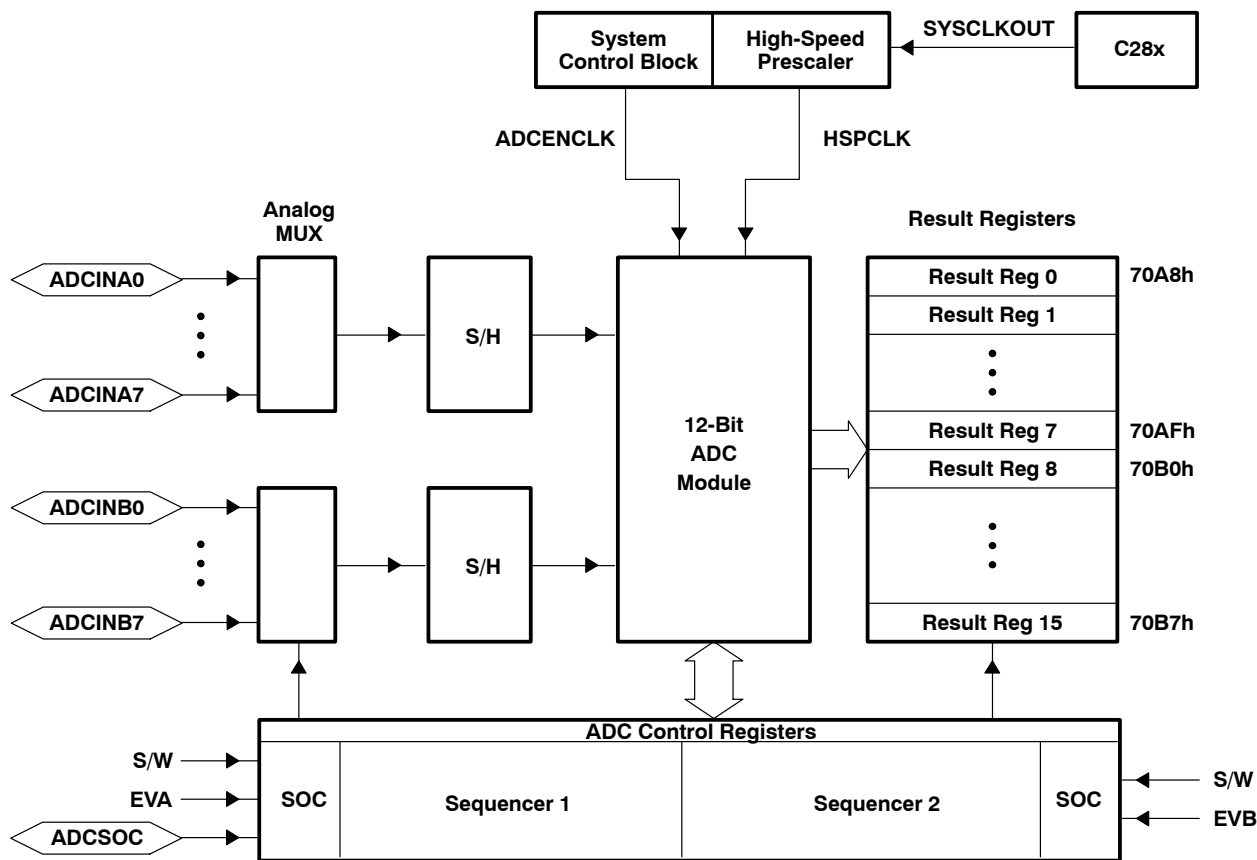 System
Control Block
High-Speed
Prescaler
SYSCLKOUT
C28x
ADCENCLK
HSPCLK
Analog
MUX
Result Registers
ADCINA0
ADCINA7
S/H
12-Bit
ADC
Module
Result Reg 0
70A8h
Result Reg 1
Result Reg 7
70AFh
Result Reg 8
70B0h
ADCINB0
ADCINB7
S/H
Result Reg 15
70B7h
ADC Control Registers
S/W
EVA
ADCSOC
SOC
Sequencer 1
Sequencer 2
SOC
S/W
EVB